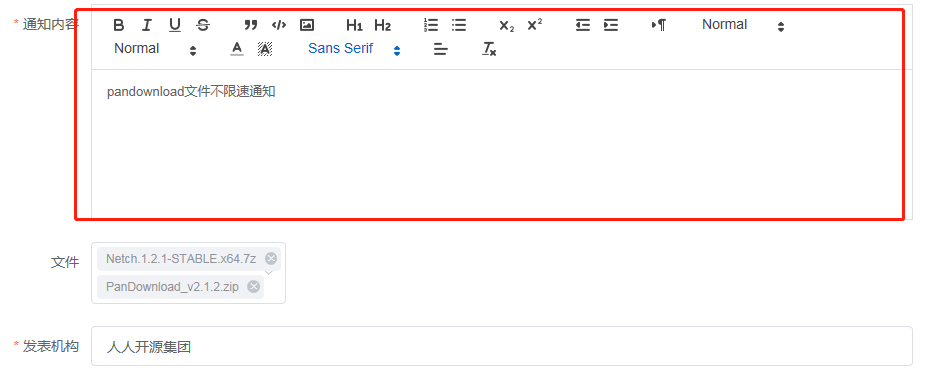 * 通知内容
B I U S H1 H2 X2 X2 Normal
Normal A A Sans Serif Tx
pandownload文件不限速通知
文件
Netch.1.2.1-STABLE.x64.7z
PanDownload_v2.1.2.zip
* 发表机构
人人开源集团